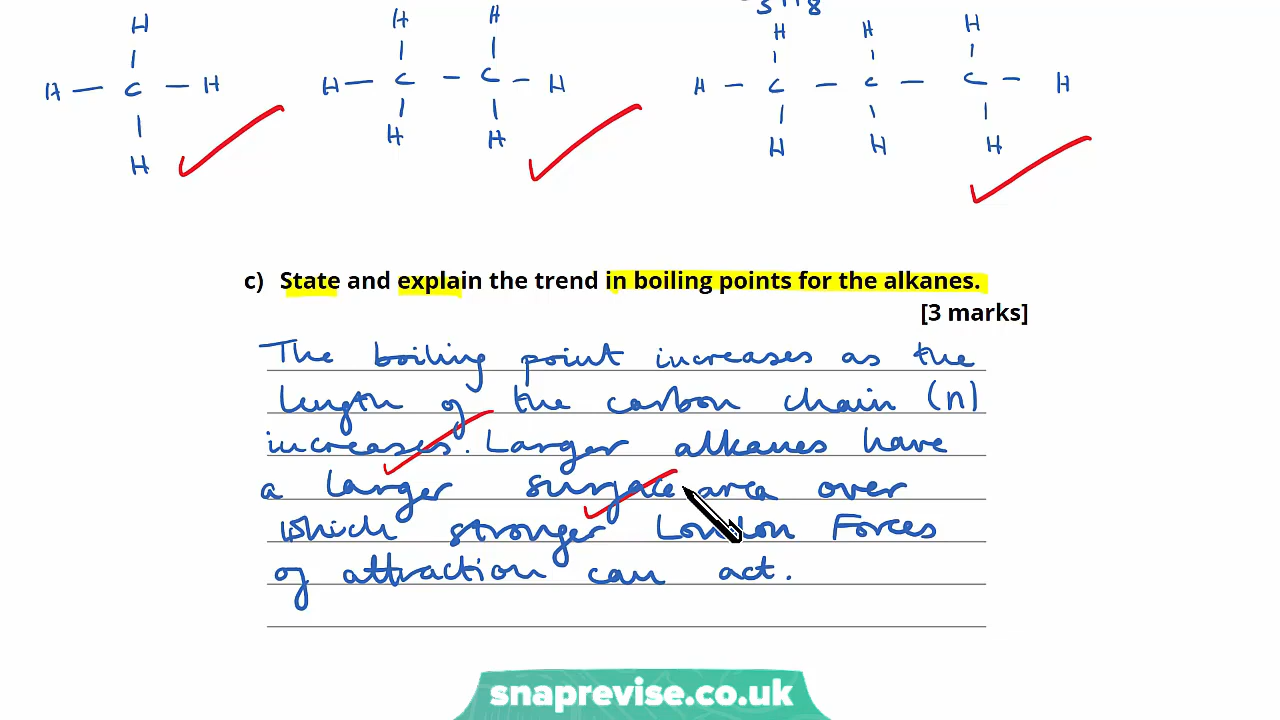 3 H 8
H H H H H H
H C H H C C H H C C C H
H H H H H H
c) State and explain the trend in boiling points for the alkanes.
[3 marks]
The boiling point increases as the
length of the carbon chain (n)
increases. Larger alkanes have
a larger surface area over
which stronger London Forces
of attraction can act.
snaprevise.co.uk